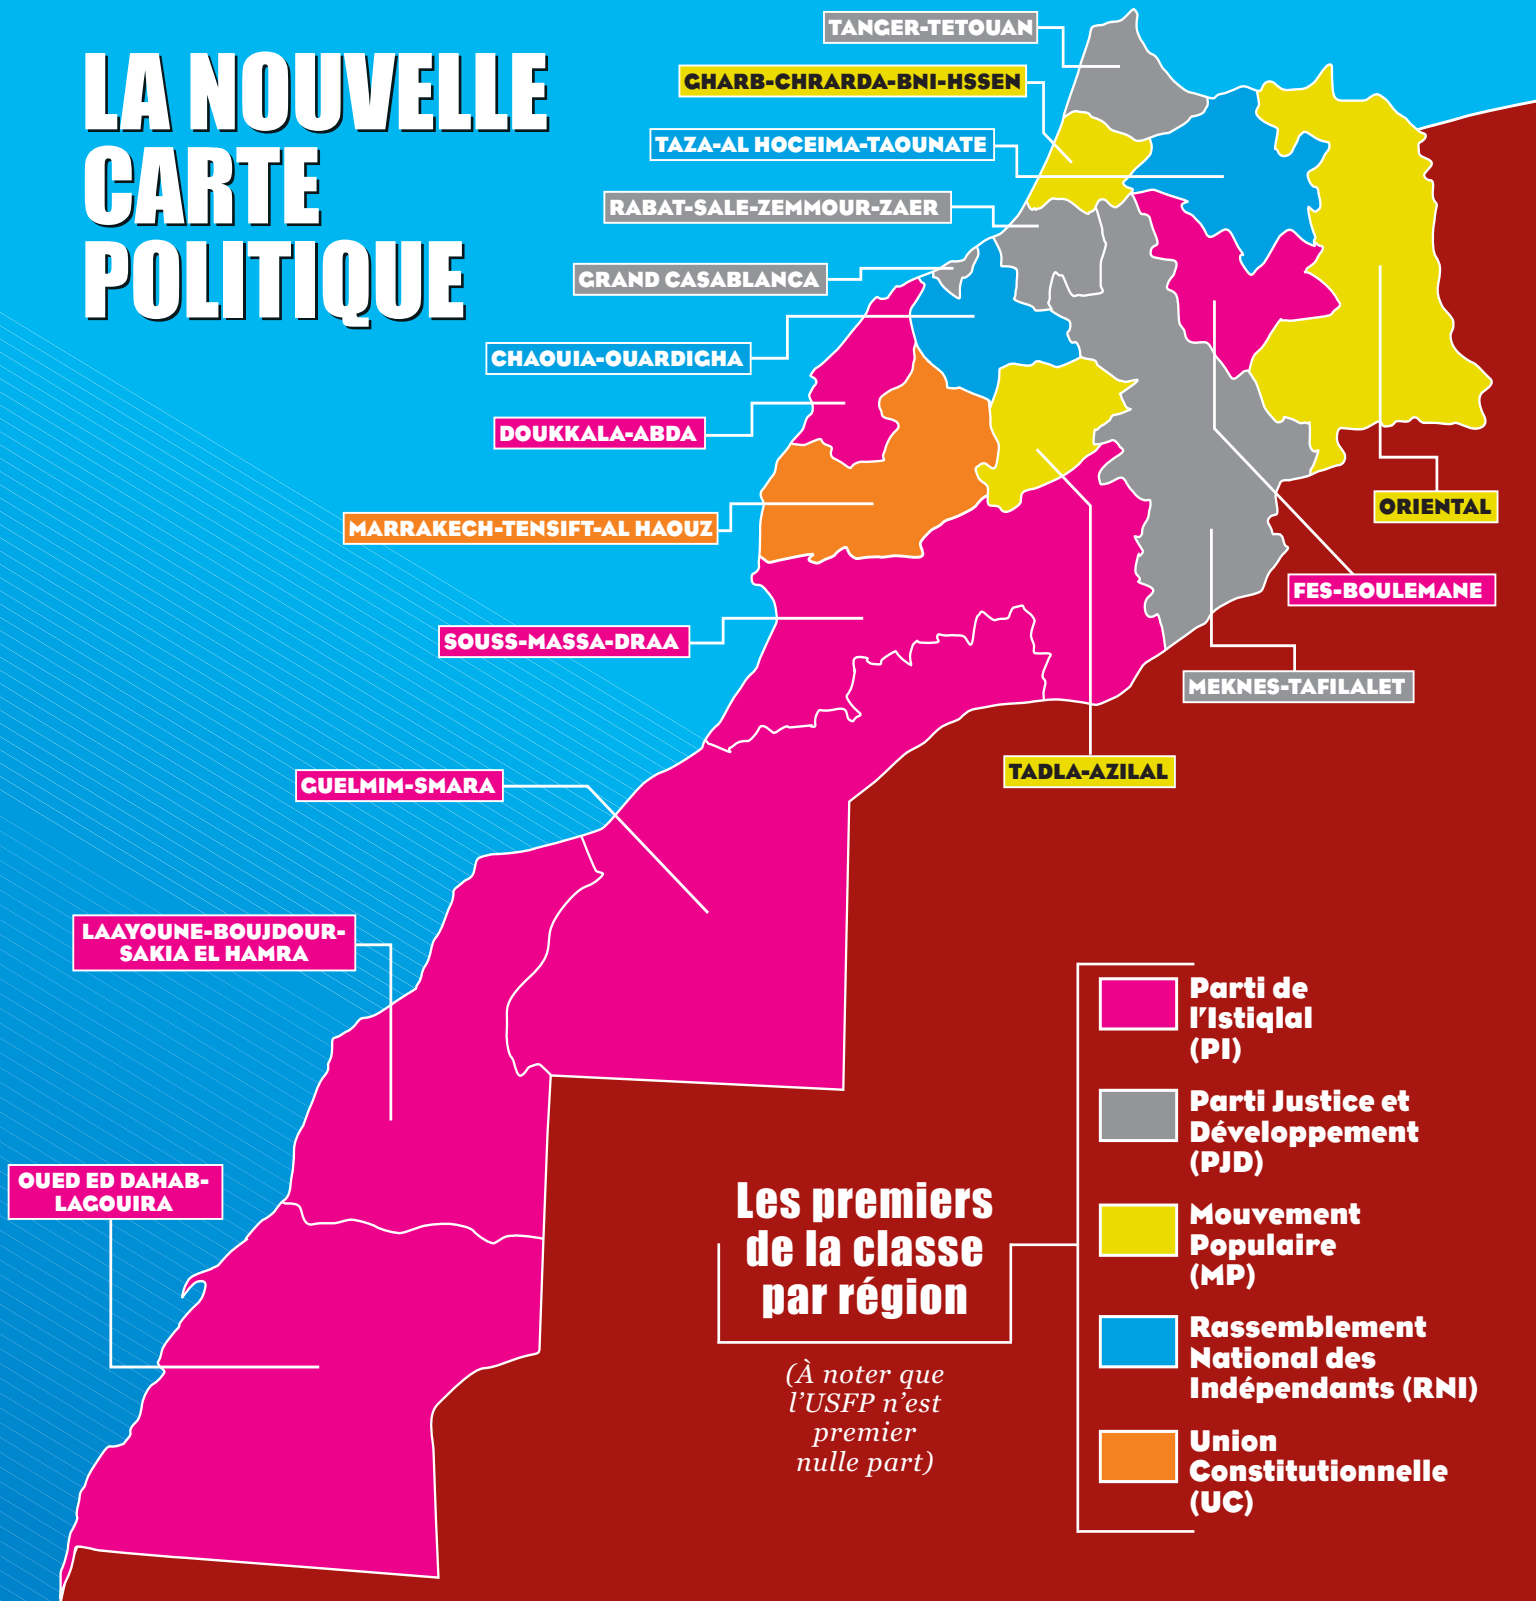 LA NOUVELLE
CARTE
POLITIQUE
TANGER-TETOUAN
GHARB-CHRARDA-BNI-HSSEN
TAZA-AL HOCEIMA-TAOUNATE
RABAT-SALE-ZEMMOUR-ZAER
GRAND CASABLANCA
CHAOUIA-OUARDIGHA
DOUKKALA-ABDA
MARRAKECH-TENSIFT-AL HAOUZ
ORIENTAL
FES-BOULEMANE
SOUSS-MASSA-DRAA
MEKNES-TAFILALET
TADLA-AZILAL
GUELMIM-SMARA
LAAYOUNE-BOUJDOUR-
SAKIA EL HAMRA
OUED ED DAHAB-
LAGOUIRA
Les premiers
de la classe
par région
(À noter que
l’USFP n’est
premier
nulle part)
Parti de
l’Istiqlal
(PI)
Parti Justice et
Développement
(PJD)
Mouvement
Populaire
(MP)
Rassemblement
National des
Indépendants (RNI)
Union
Constitutionnelle
(UC)